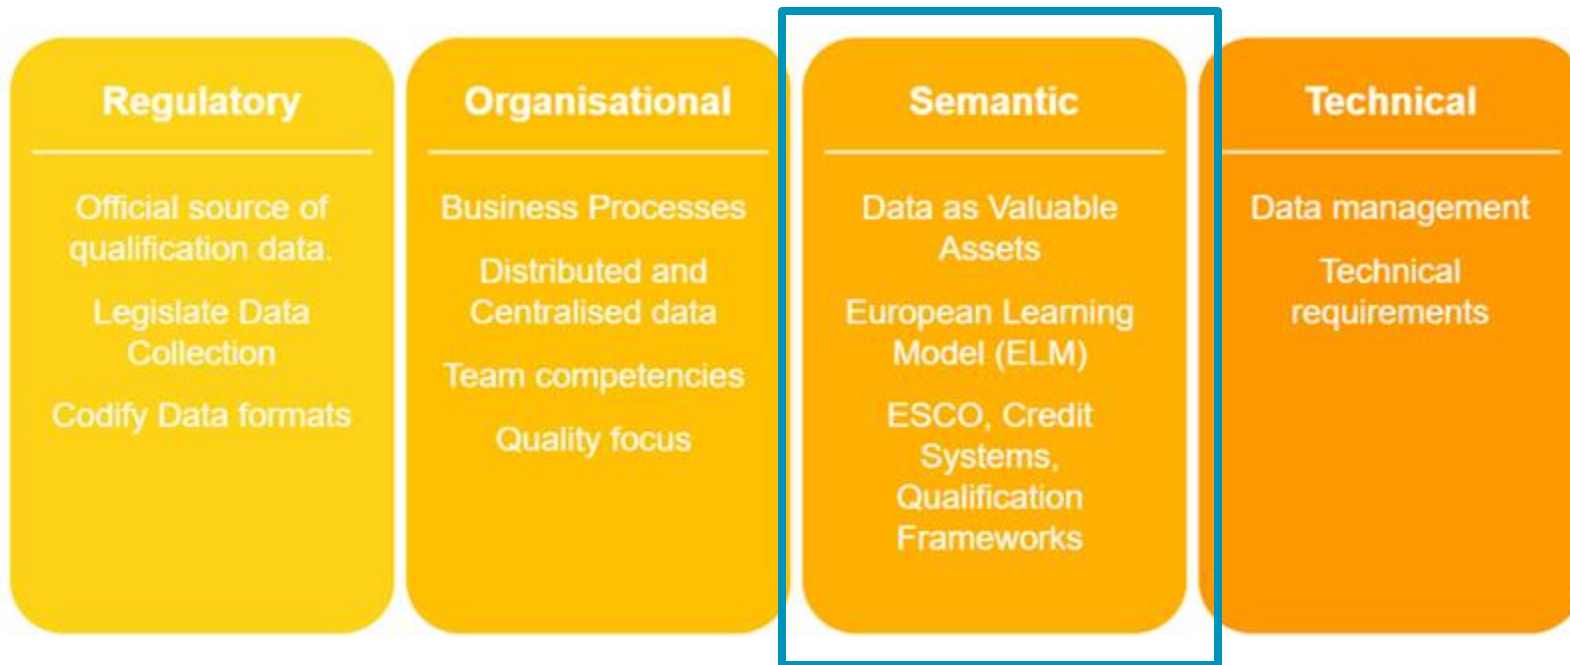 Regulatory
Official source of
qualification data.
Legislate Data
Collection
Codify Data formats
Organisational
Business Processes
Distributed and
Centralised data
Team competencies
Quality focus
Semantic
Data as Valuable
Assets
European Learning
Model (ELM)
ESCO, Credit
Systems,
Qualification
Frameworks
Technical
Data management
Technical
requirements